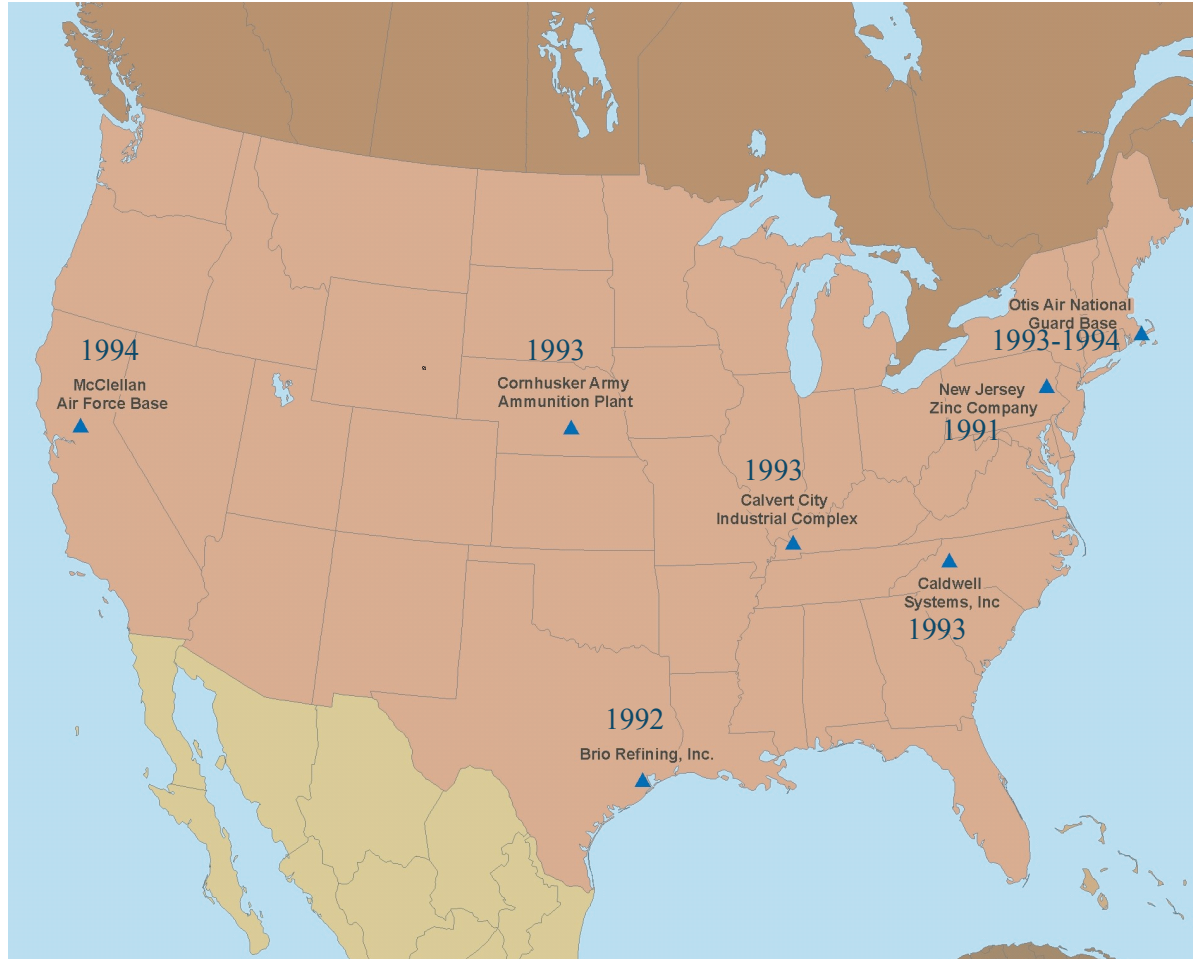 Otis Air National
Guard Base
1993-1994
1994
McClellan
Air Force Base
1993
Cornhusker Army
Ammunition Plant
New Jersey
Zinc Company
1991
1993
Calvert City
Industrial Complex
Caldwell
Systems, Inc
1993
1992
Brio Refining, Inc.